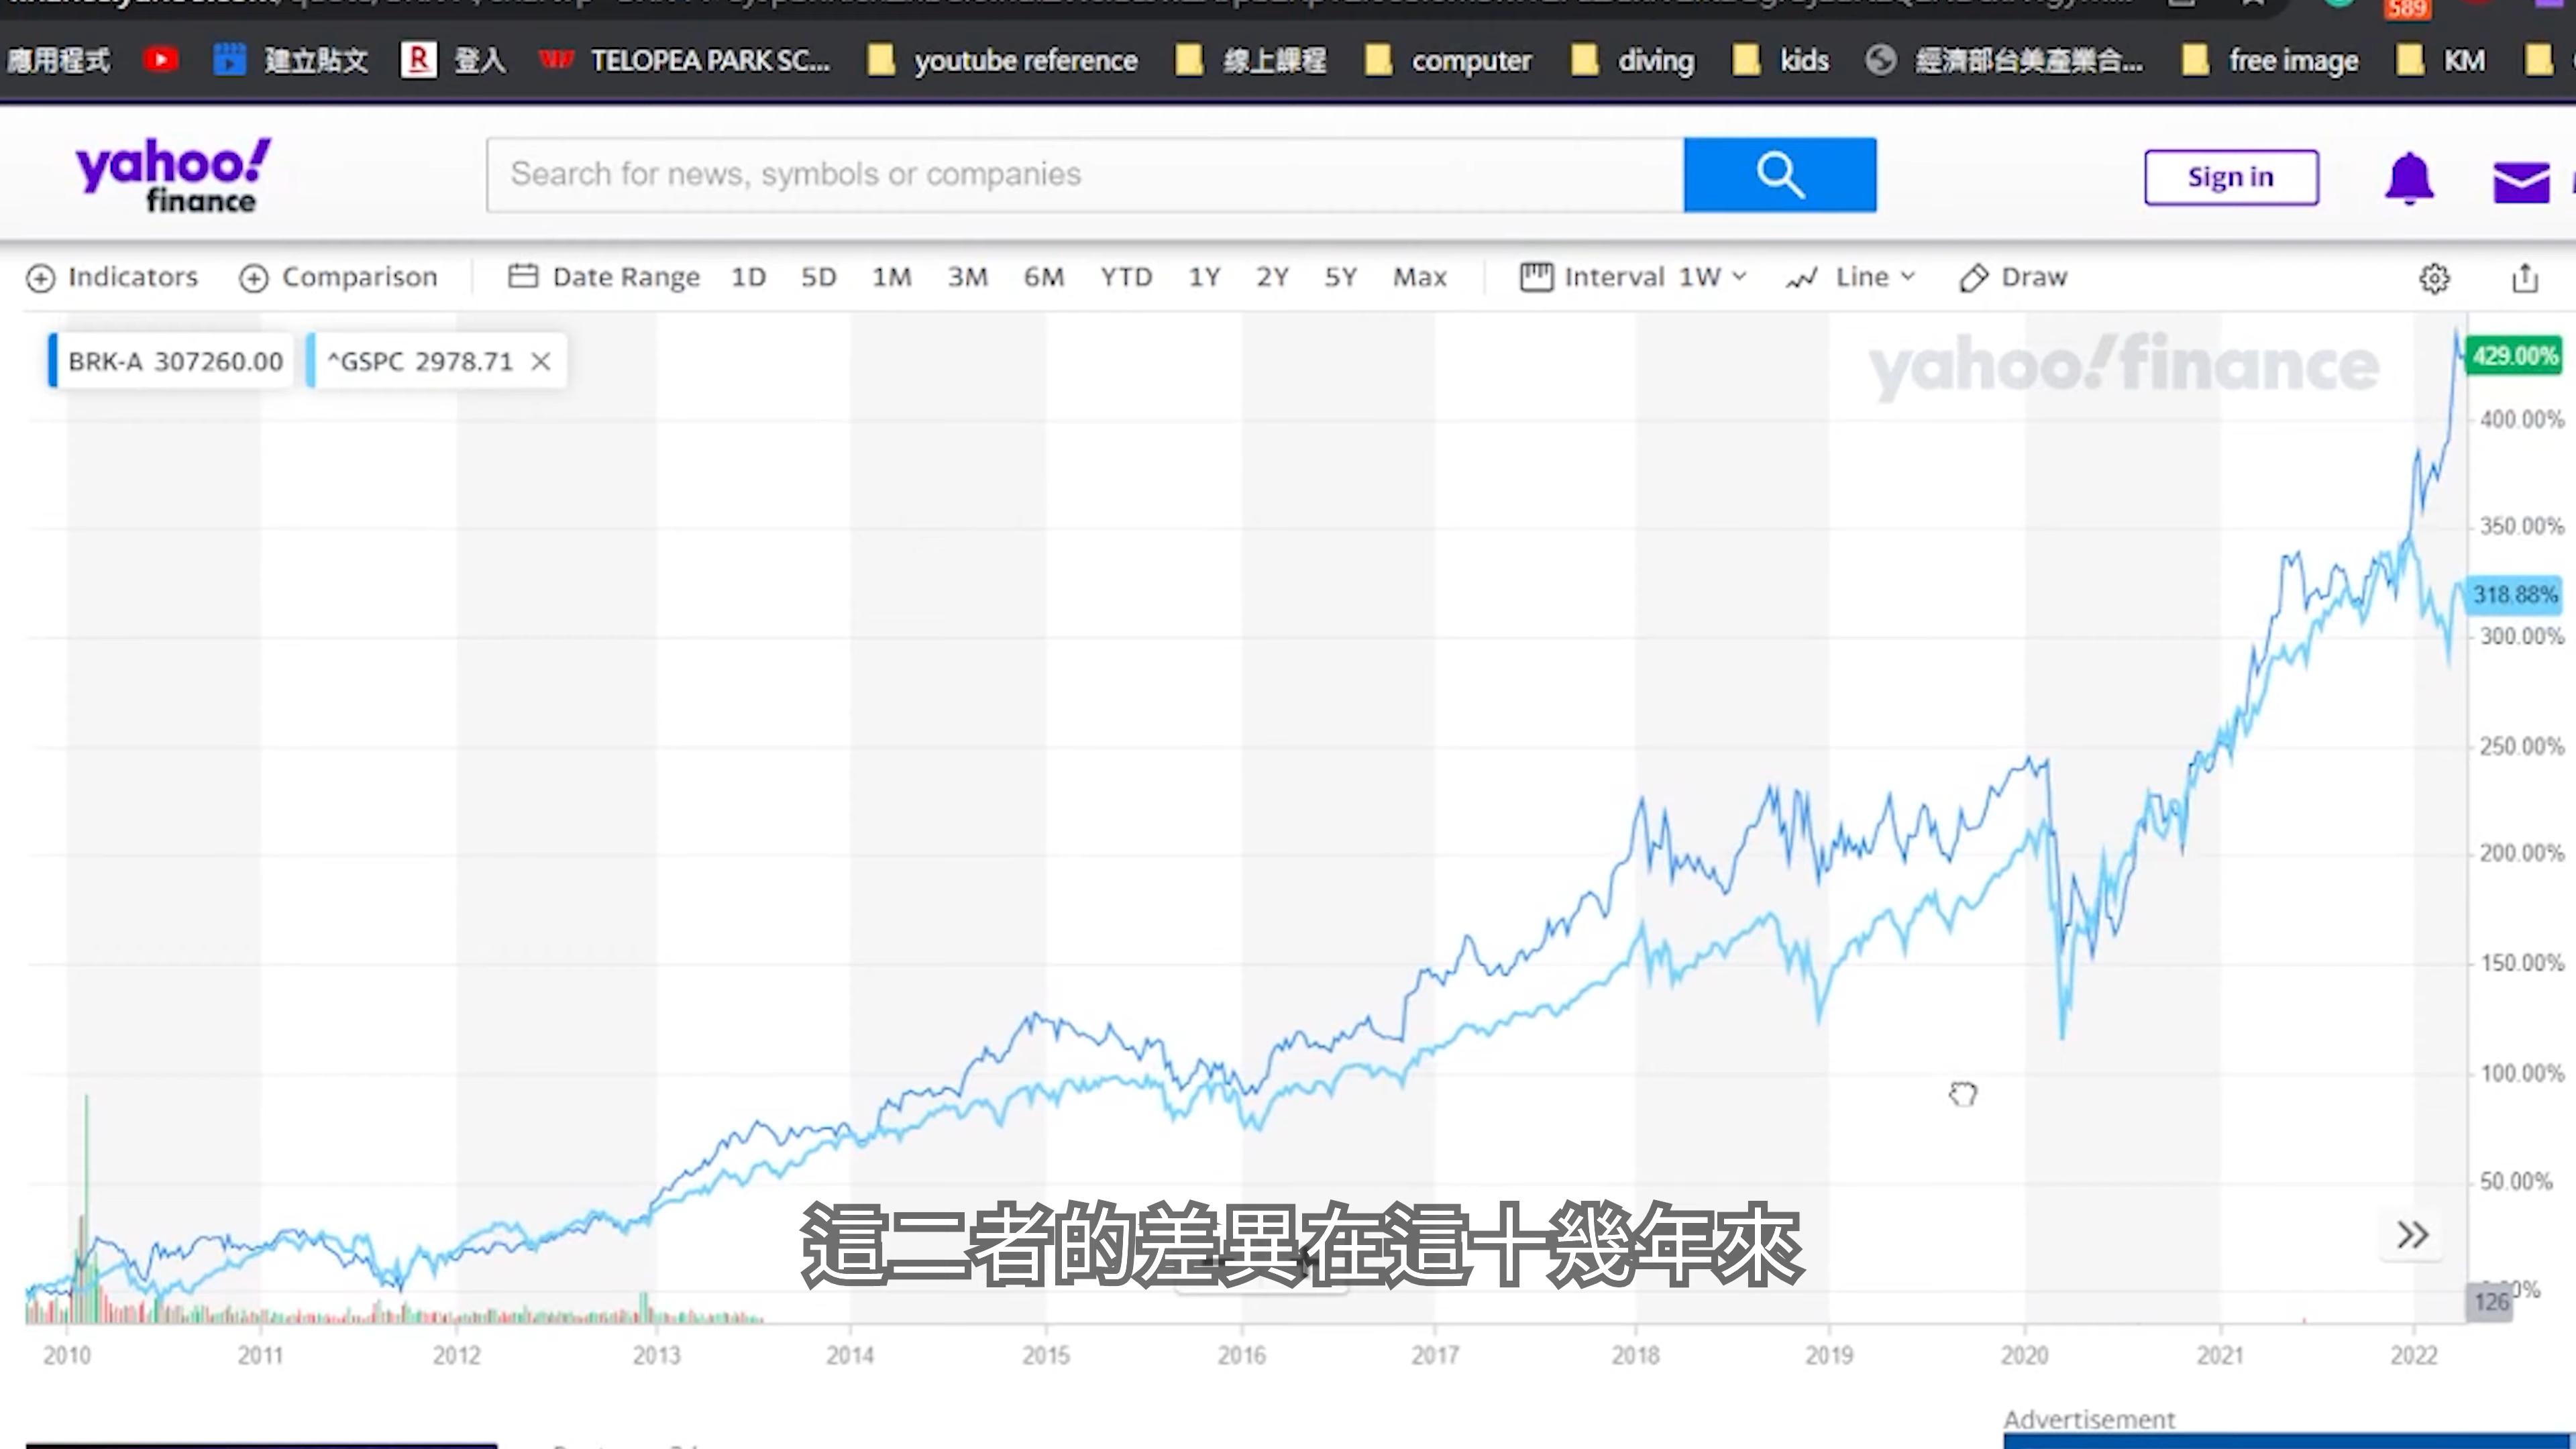 589
應用程式 建立貼文 R 登入 TELOPEA PARK SC... youtube reference 線上課程 computer diving kids 經濟部台美產業合... free image KM
yahoo!
finance
Search for news, symbols or companies
Sign in
Indicators Comparison Date Range 1D 5D 1M 3M 6M YTD 1Y 2Y 5Y Max Interval 1W Line Draw
BRK-A 307260.00 ^GSPC 2978.71
yahoo!finance
429.00%
400.00%
350.00%
318.88%
300.00%
250.00%
200.00%
150.00%
100.00%
50.00%
這二者的差異在這十幾年來
126
2010 2011 2012 2013 2014 2015 2016 2017 2018 2019 2020 2021 2022
Advertisement